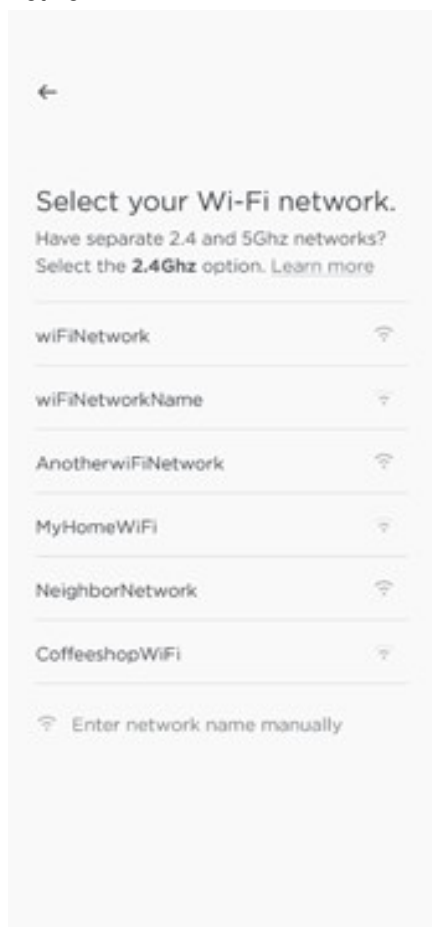 Select your Wi-Fi network.
Have separate 2.4 and 5Ghz networks?
Select the 2.4Ghz option. Learn more
wiFiNetwork
wiFiNetworkName
AnotherwiFiNetwork
MyHomeWiFi
NeighborNetwork
CoffeeshopWiFi
Enter network name manually